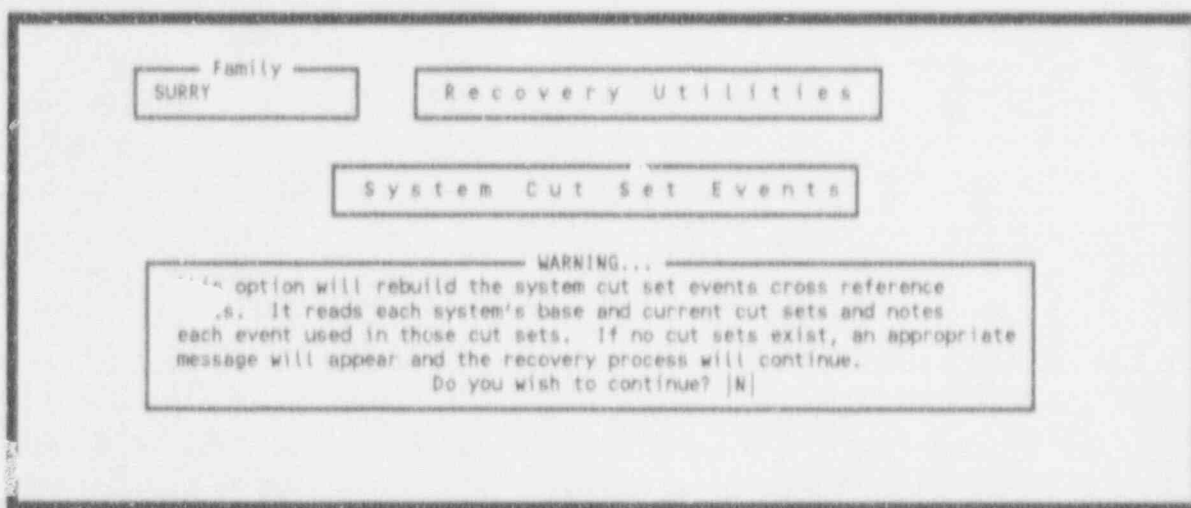 Family
SURRY
Recovery Utilities
System Cut Set Events
WARNING...
option will rebuild the system cut set events cross reference
It reads each system's base and current cut sets and notes
each event used in those cut sets. If no cut sets exist, an appropriate
message will appear and the recovery process will continue.
Do you wish to continue? |N|